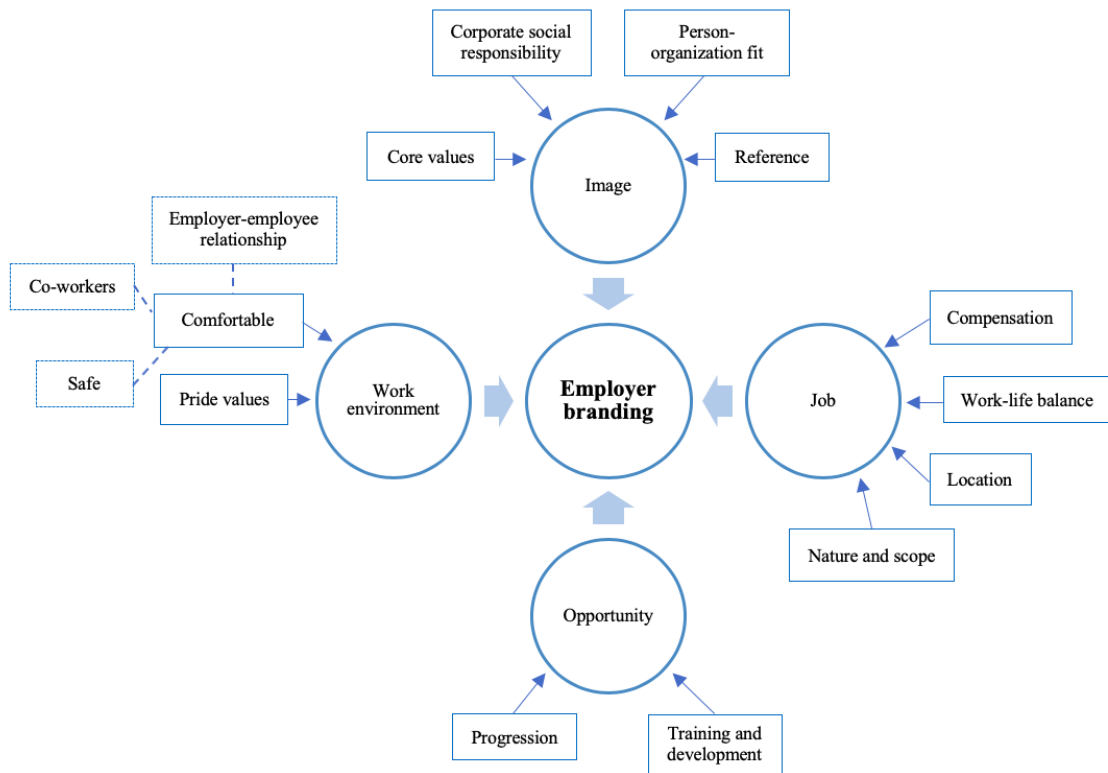 Corporate social
responsibility
Person-
organization fit
Core values
Reference
Image
Employer-employee
relationship
Co-workers
Comfortable
Safe
Pride values
Work
environment
Employer
branding
Job
Compensation
Work-life balance
Location
Nature and scope
Opportunity
Progression
Training and
development